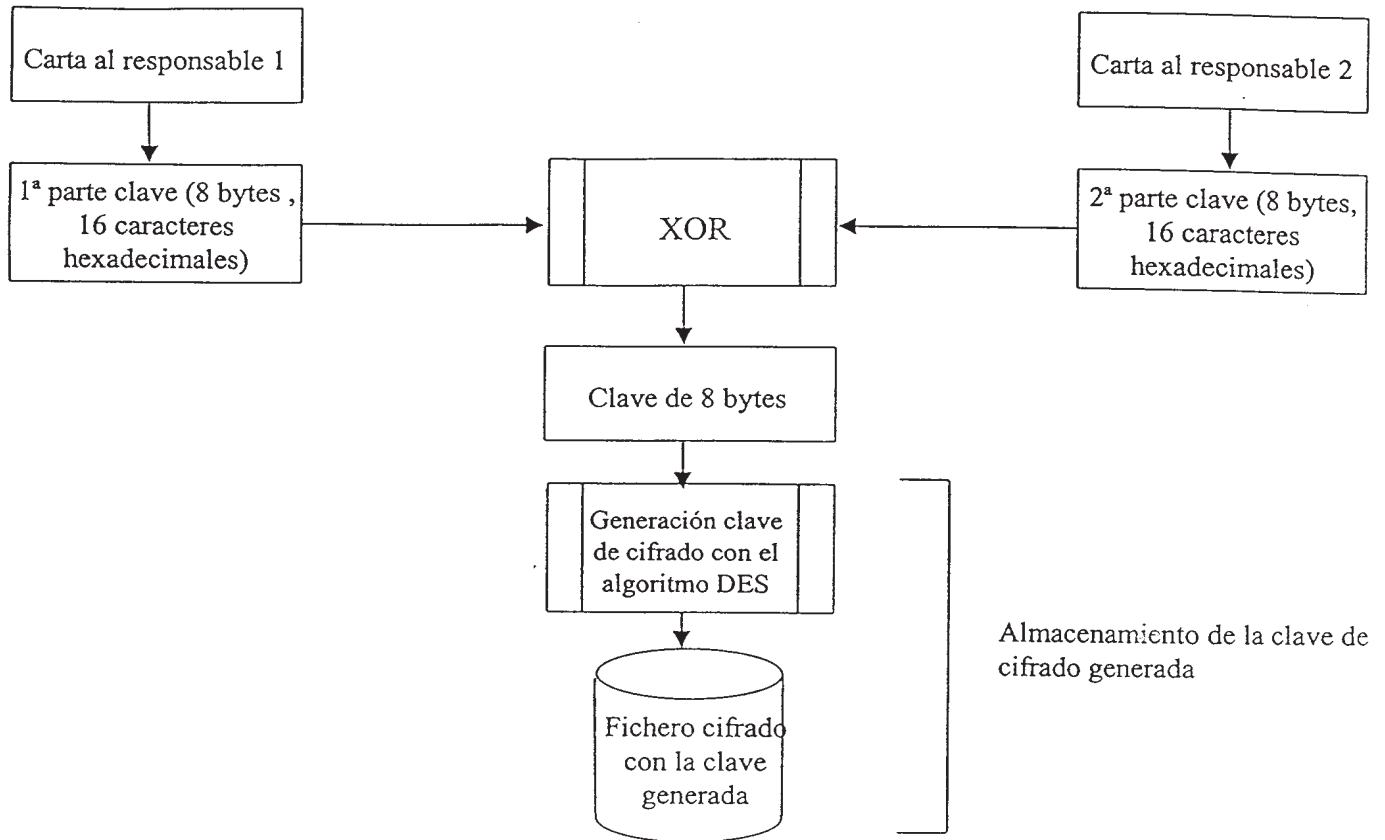 Carta al responsable 1
Carta al responsable 2
1ª parte clave (8 bytes ,
16 caracteres
hexadecimales)
XOR
2ª parte clave (8 bytes,
16 caracteres
hexadecimales)
Clave de 8 bytes
Generación clave
de cifrado con el
algoritmo DES
Almacenamiento de la clave de
cifrado generada
Fichero cifrado
con la clave
generada